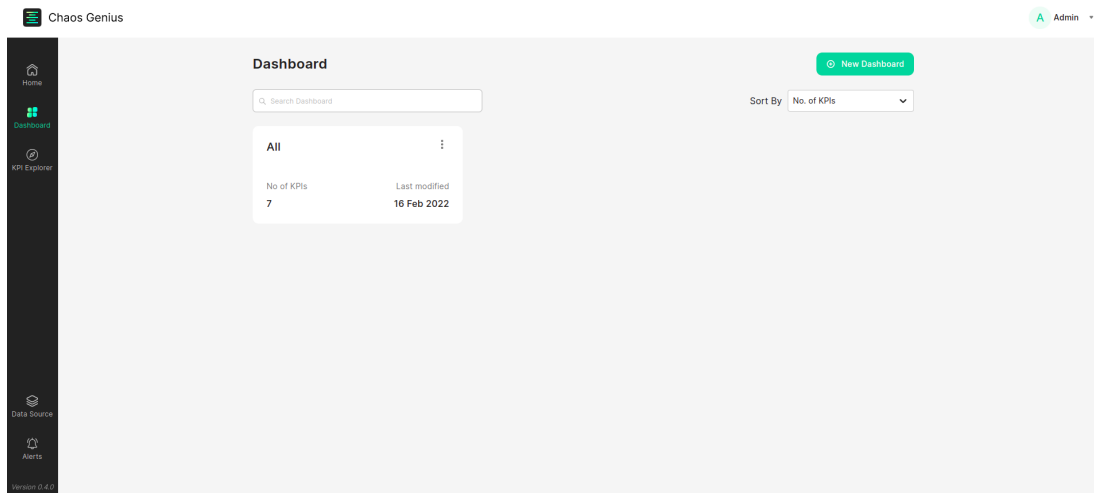 Chaos Genius
A Admin
Home
Dashboard
KPI Explorer
Data Source
Alerts
Version 0.4.0
Dashboard
New Dashboard
Search Dashboard
Sort By No. of KPIs
All
No of KPIs Last modified
7 16 Feb 2022